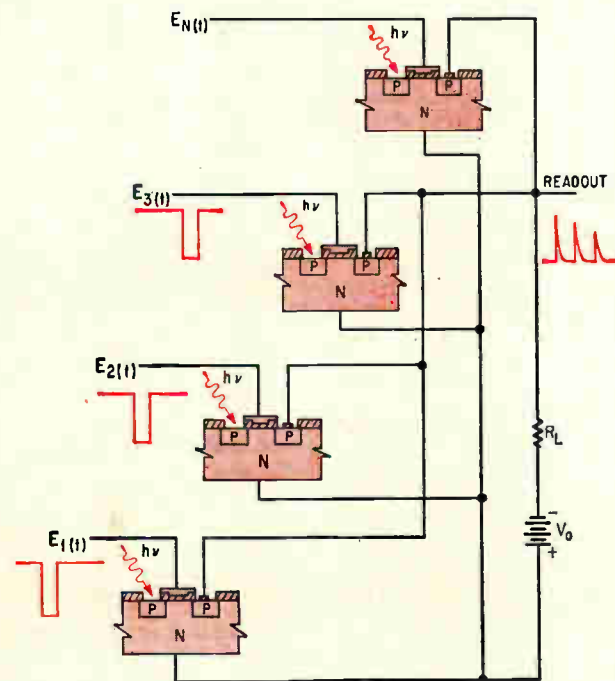 EN(t)
hν
P P
N
READOUT
E3(t)
hν
P P
N
E2(t)
hν
P P
N
RL
−
V0
+
E1(t)
hν
P P
N